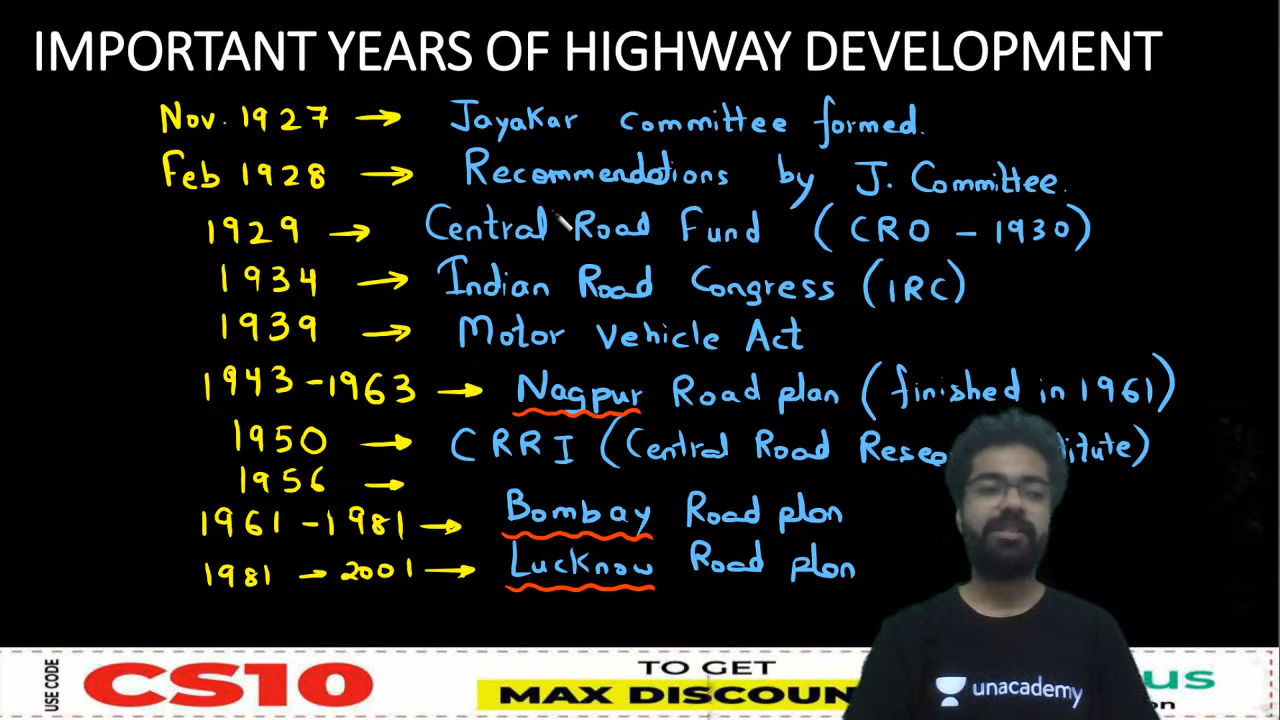 IMPORTANT YEARS OF HIGHWAY DEVELOPMENT
Nov. 1927 → Jayakar committee formed.
Feb 1928 → Recommendations by J. Committee.
1929 → Central Road Fund (CRO - 1930)
1934 → Indian Road Congress (IRC)
1939 → Motor Vehicle Act
1943 - 1963 → Nagpur Road plan (finished in 1961)
1950 → CRRI (Central Road
1956 →
1961 - 1981 → Bombay Road plan
1981 → 2001 → Lucknow Road plan
USE CODE
CS10
TO GET
MAX
unacademy